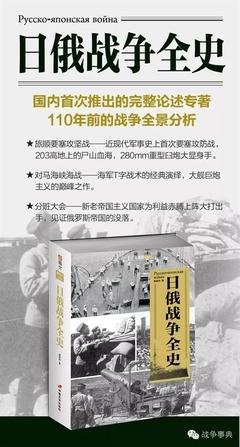 Русско-японская война
日俄战争全史
国内首次推出的完整论述专著
110年前的战争全景分析
★旅顺要塞攻坚战——近现代军事史上首次要塞攻防战，
203高地上的尸山血海，280mm重型臼炮大显身手。
★对马海峡海战——海军T字战术的经典演绎，大舰巨炮
主义的巅峰之作。
★分赃大会——新老帝国主义国家为利益赤膊上阵大打出
手，见证俄罗斯帝国的没落。
Русско-японская
日俄战争全史
日俄战争全史
战争事典